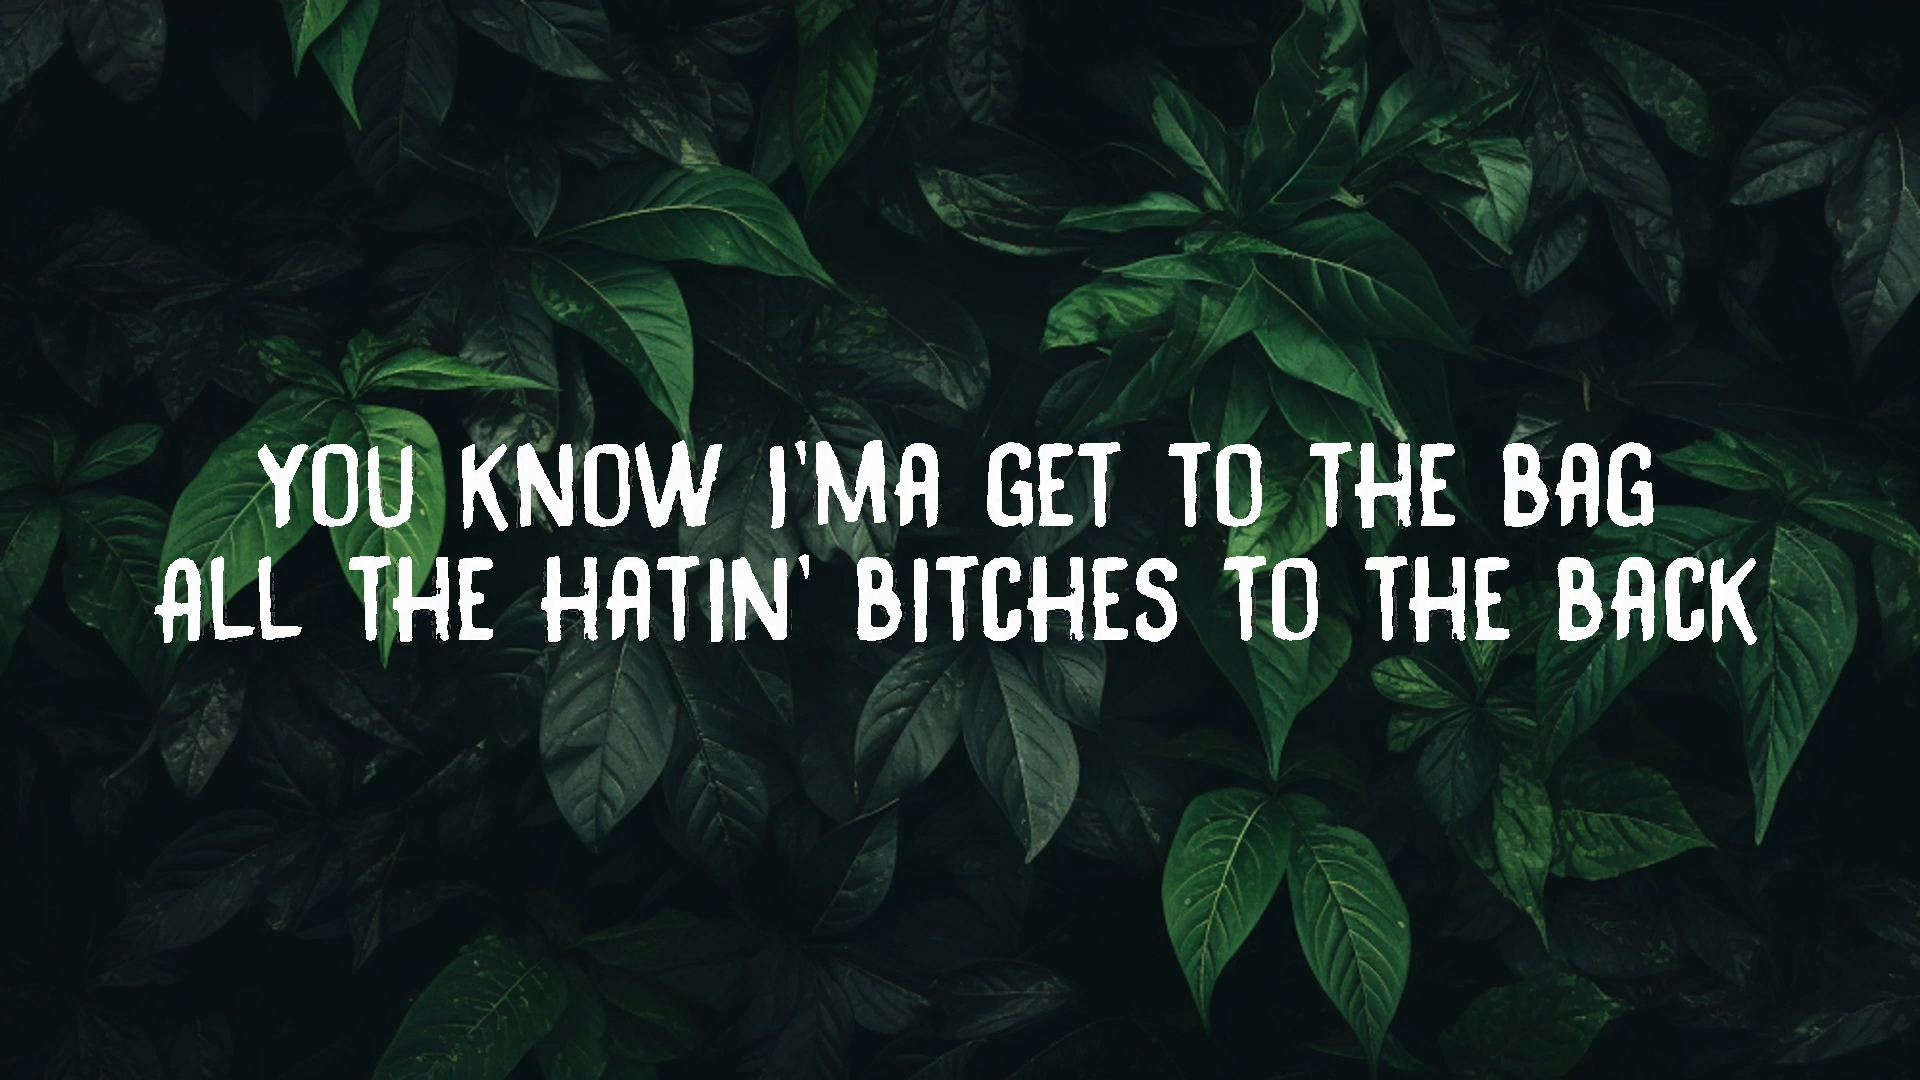 YOU KNOW I'MA GET TO THE BAG
ALL THE HATIN' BITCHES TO THE BACK